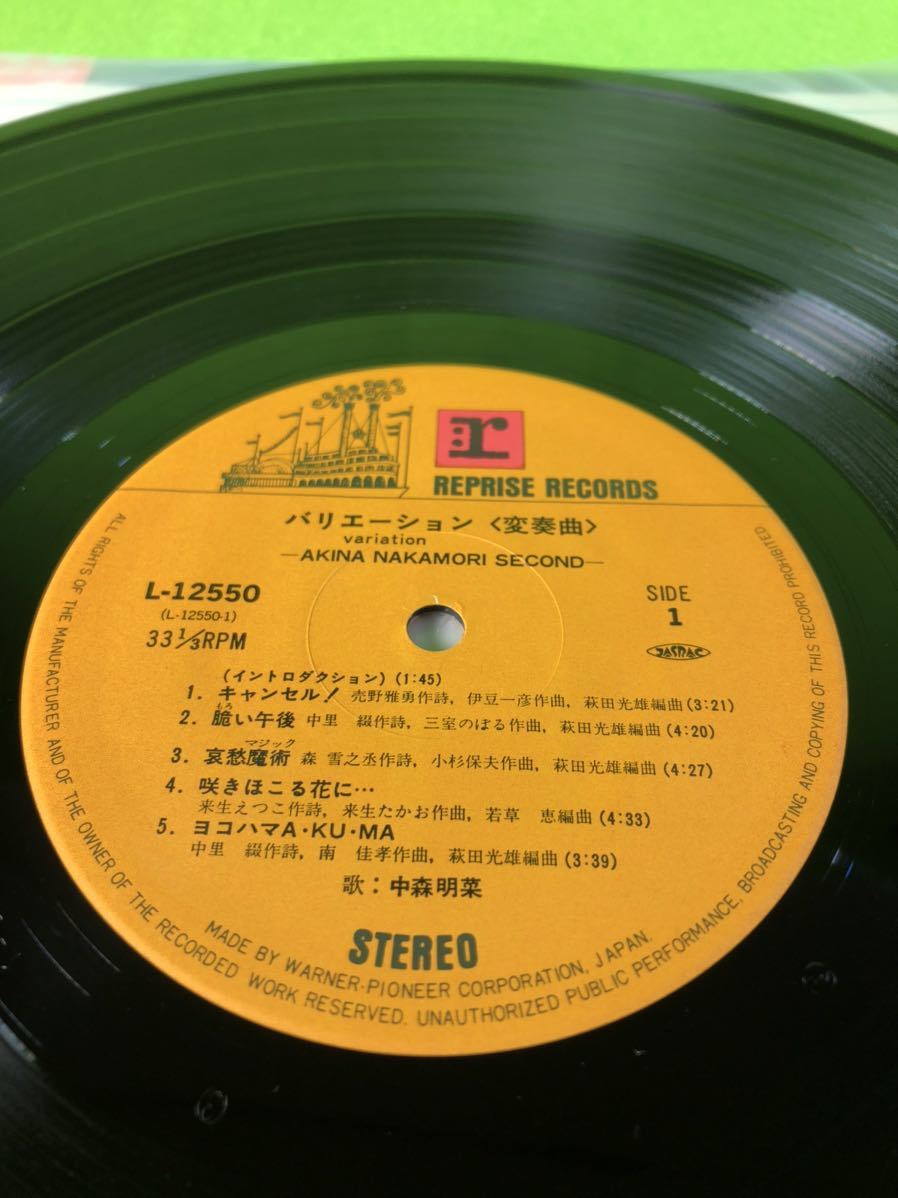 r
REPRISE RECORDS
バリエーション〈変奏曲〉
variation
—AKINA NAKAMORI SECOND—
L-12550
(L-12550-1)
33 1/3 RPM
SIDE
1
JASRAC
(イントロダクション)(1:45)
1. キャンセル! 売野雅勇作詩, 伊豆一彦作曲, 萩田光雄編曲(3:21)
もろ
2. 脆い午後 中里 綴作詩, 三室のぼる作曲, 萩田光雄編曲(4:20)
マジック
3. 哀愁魔術 森 雪之丞作詩, 小杉保夫作曲, 萩田光雄編曲(4:27)
4. 咲きほこる花に…
来生えつこ作詩, 来生たかお作曲, 若草 恵編曲(4:33)
5. ヨコハマA・KU・MA
中里 綴作詩, 南 佳孝作曲, 萩田光雄編曲(3:39)
歌：中森明菜
STEREO
MADE BY WARNER-PIONEER CORPORATION, JAPAN.
ALL RIGHTS OF THE MANUFACTURER AND OF THE OWNER OF THE RECORDED WORK RESERVED. UNAUTHORIZED PUBLIC PERFORMANCE, BROADCASTING AND COPYING OF THIS RECORD PROHIBITED